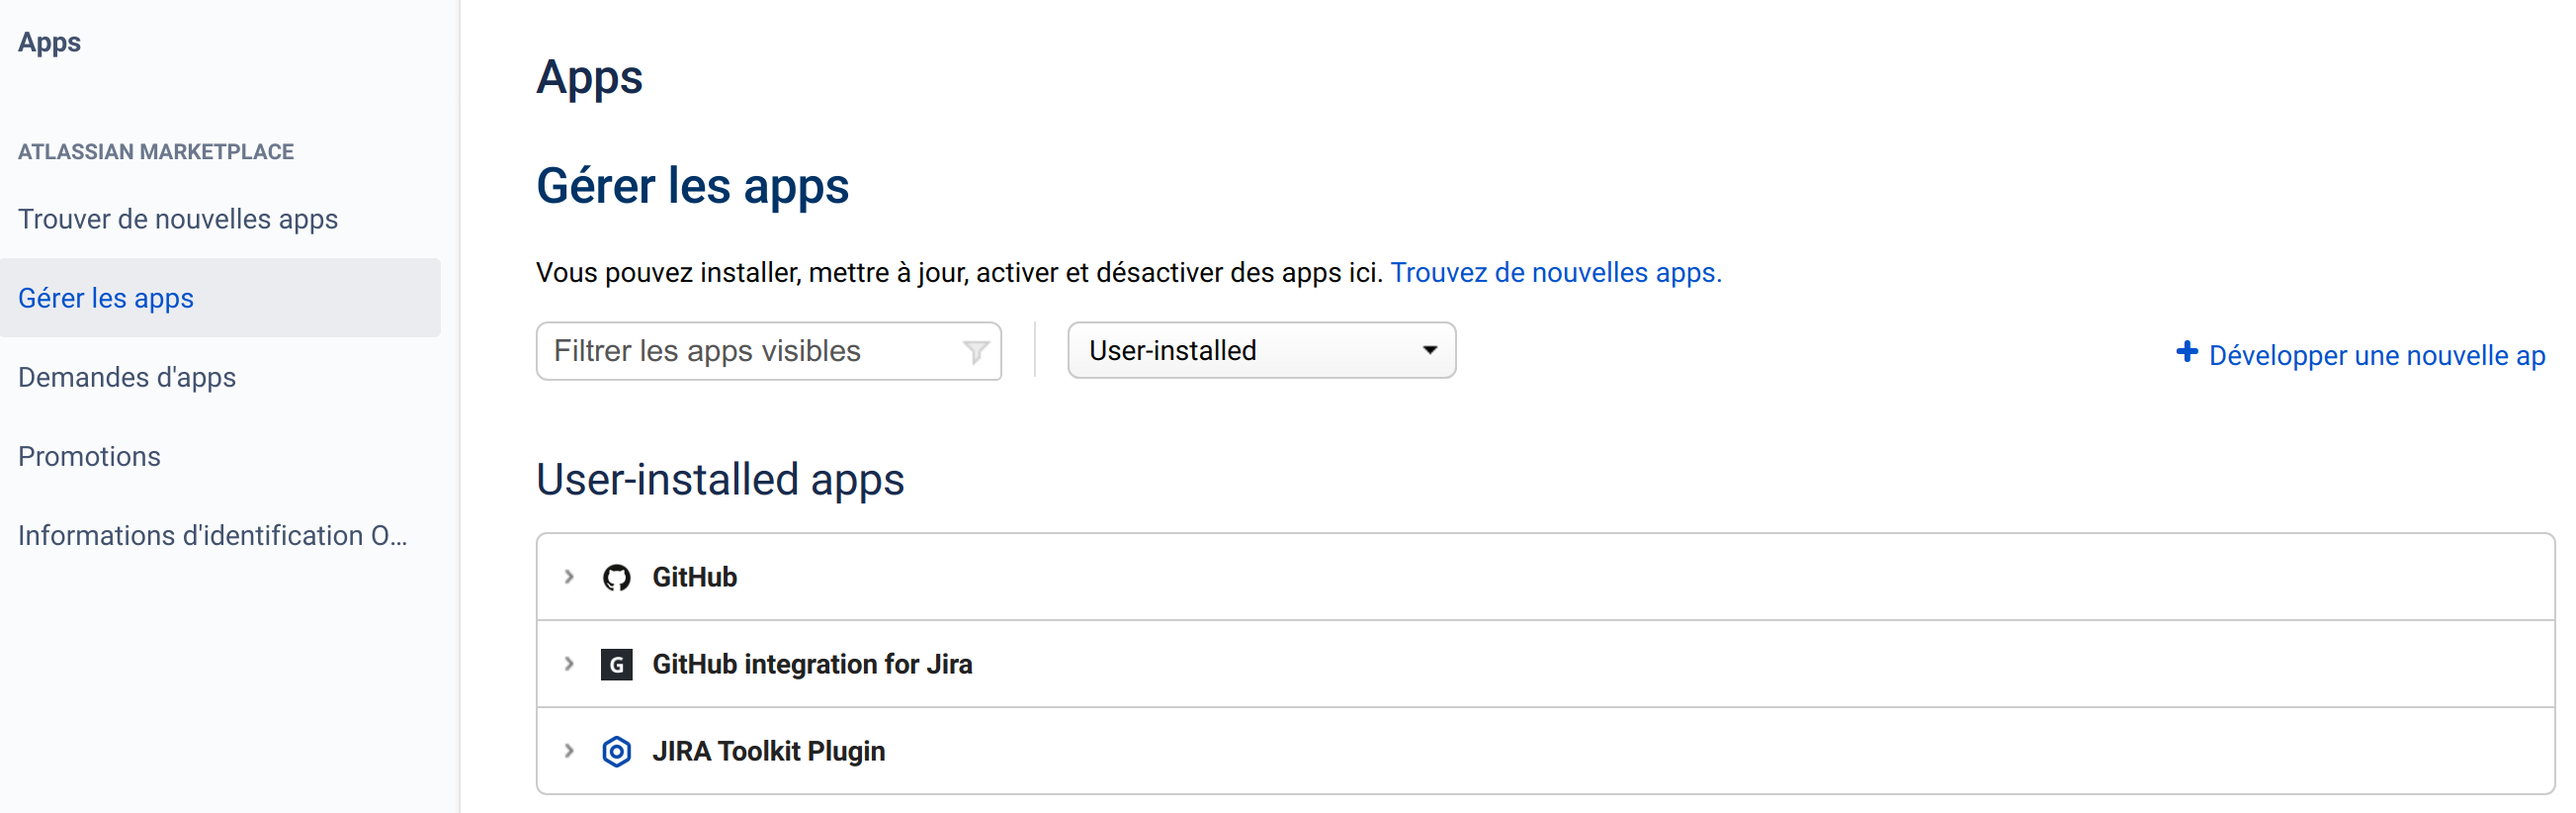 Apps
ATLASSIAN MARKETPLACE
Trouver de nouvelles apps
Gérer les apps
Demandes d'apps
Promotions
Informations d'identification O...
Apps
Gérer les apps
Vous pouvez installer, mettre à jour, activer et désactiver des apps ici. Trouvez de nouvelles apps.
Filtrer les apps visibles
User-installed
Développer une nouvelle ap
User-installed apps
GitHub
G
GitHub integration for Jira
JIRA Toolkit Plugin